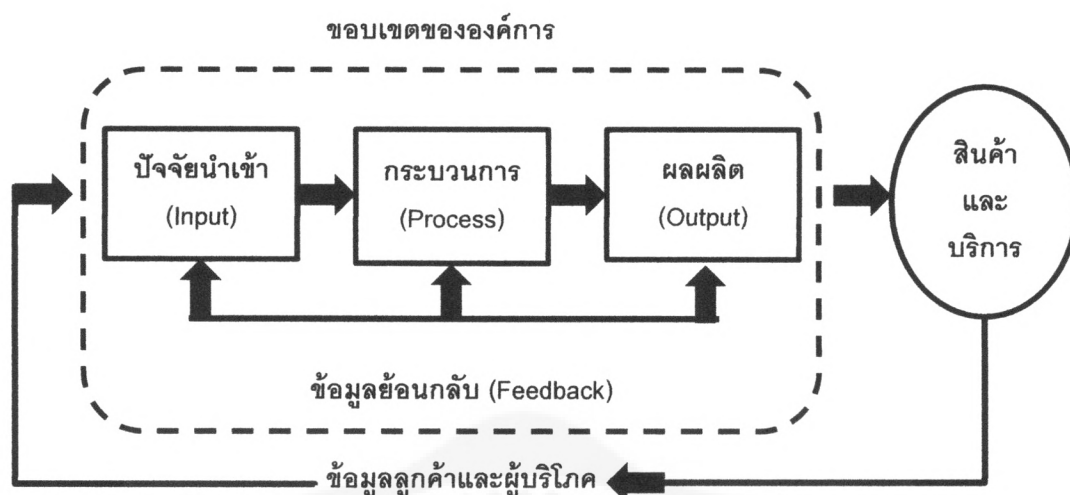 ขอบเขตขององค์การ
ปัจจัยนำเข้า
(Input)
กระบวนการ
(Process)
ผลผลิต
(Output)
สินค้า
และ
บริการ
ข้อมูลย้อนกลับ (Feedback)
ข้อมูลลูกค้าและผู้บริโภค